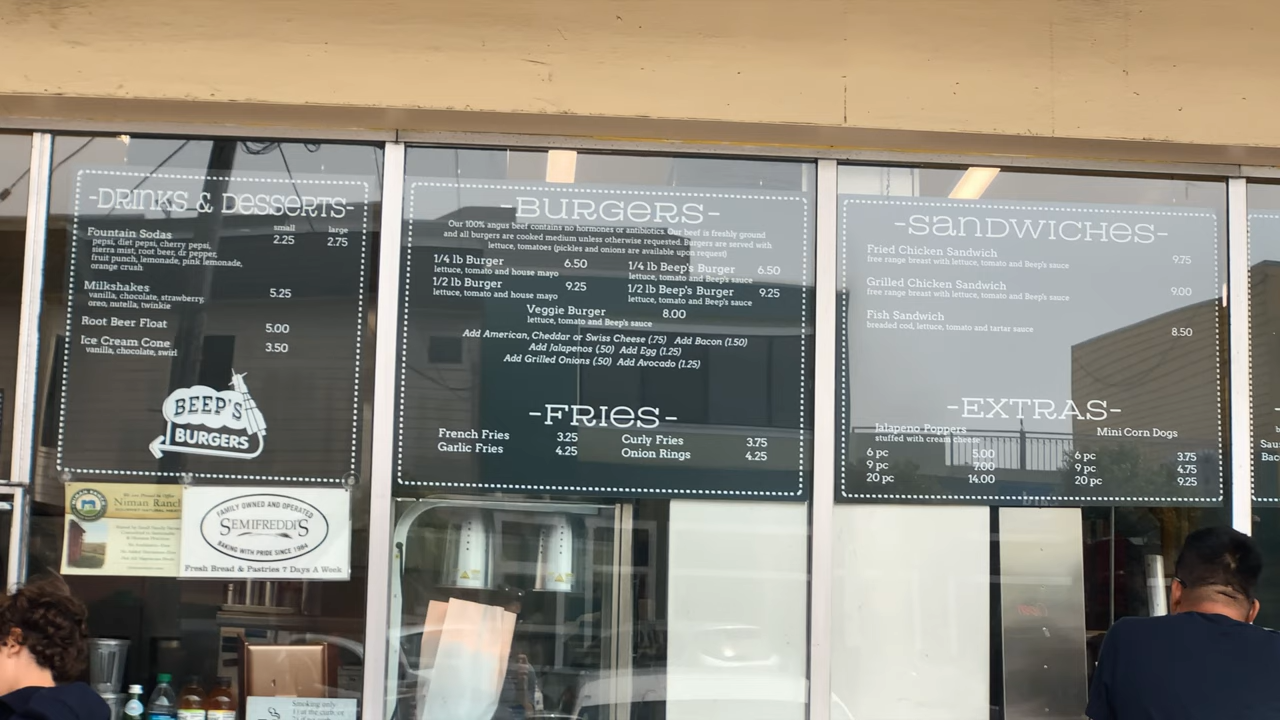 -DRINKS & DESSERTS-
small large
Fountain Sodas 2.25 2.75
pepsi, diet pepsi, cherry pepsi,
sierra mist, root beer, dr pepper,
fruit punch, lemonade, pink lemonade,
orange crush
Milkshakes 5.25
vanilla, chocolate, strawberry,
oreo, nutella, twinkie
Root Beer Float 5.00
Ice Cream Cone 3.50
vanilla, chocolate, swirl
BEEP'S
BURGERS
Niman Ranch
FAMILY OWNED AND OPERATED
SEMIFREDDI'S
BAKING WITH PRIDE SINCE 1984
Fresh Bread & Pastries 7 Days A Week
-BURGERS-
Our 100% angus beef contains no hormones or antibiotics. Our beef is freshly ground
and all burgers are cooked medium unless otherwise requested. Burgers are served with
lettuce, tomatoes (pickles and onions are available upon request)
1/4 lb Burger 6.50
lettuce, tomato and house mayo
1/2 lb Burger 9.25
lettuce, tomato and house mayo
1/4 lb Beep's Burger 6.50
lettuce, tomato and Beep's sauce
1/2 lb Beep's Burger 9.25
lettuce, tomato and Beep's sauce
Veggie Burger 8.00
lettuce, tomato and Beep's sauce
Add American, Cheddar or Swiss Cheese (.75) Add Bacon (1.50)
Add Jalapenos (.50) Add Egg (1.25)
Add Grilled Onions (.50) Add Avocado (1.25)
-FRIES-
French Fries 3.25 Curly Fries 3.75
Garlic Fries 4.25 Onion Rings 4.25
-SANDWICHES-
Fried Chicken Sandwich 9.75
free range breast with lettuce, tomato and Beep's sauce
Grilled Chicken Sandwich 9.00
free range breast with lettuce, tomato and Beep's sauce
Fish Sandwich 8.50
breaded cod, lettuce, tomato and tartar sauce
-EXTRAS-
Jalapeno Poppers
stuffed with cream cheese
6 pc 5.00
9 pc 7.00
20 pc 14.00
Mini Corn Dogs
6 pc 3.75
9 pc 4.75
20 pc 9.25
Smoking only